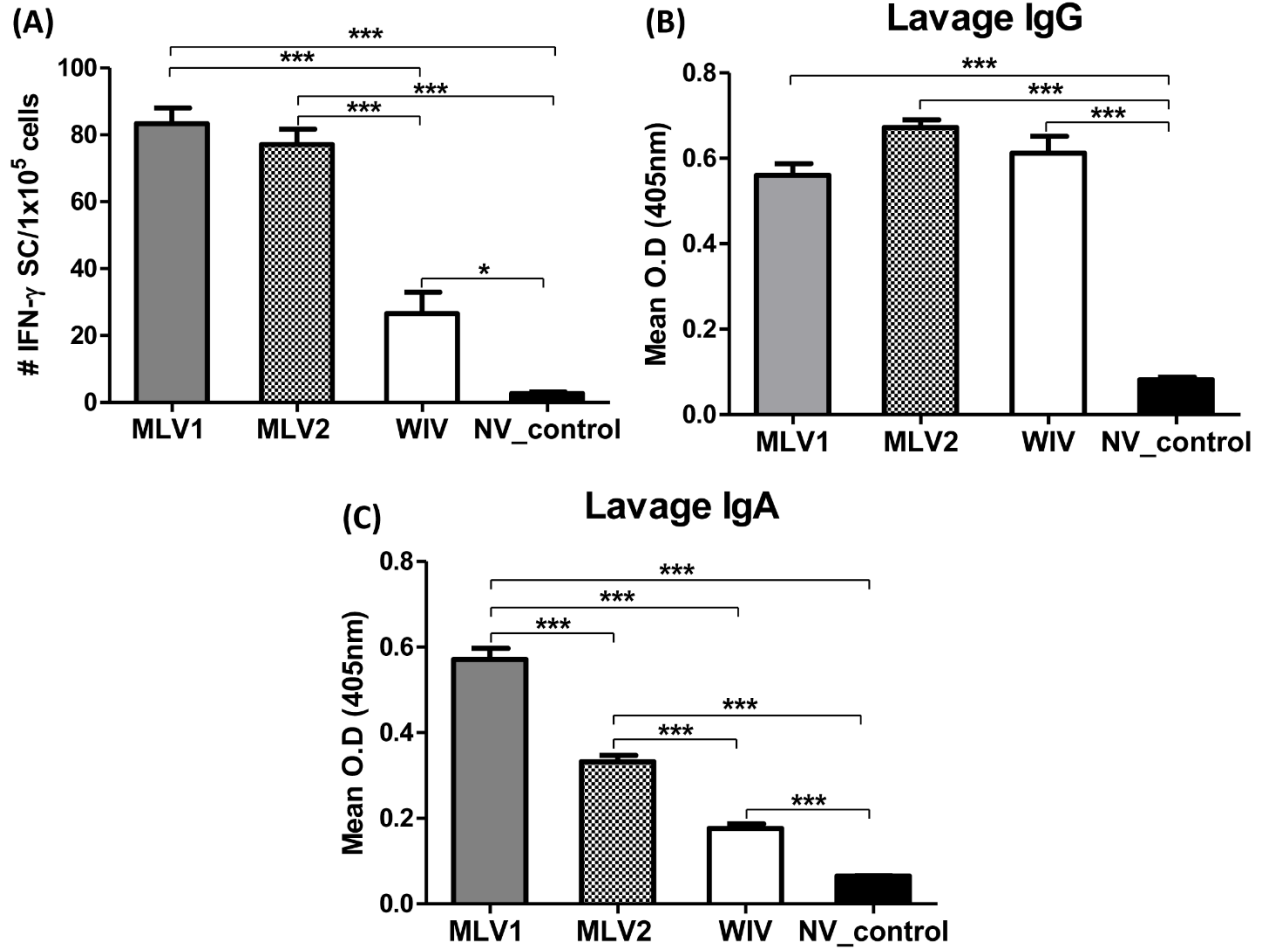 (A)
# IFN-γ SC/1x10⁵ cells
100
80
60
40
20
0
***
***
***
***
*
MLV1 MLV2 WIV NV_control
(B)
Lavage IgG
Mean O.D (405nm)
0.8
0.6
0.4
0.2
0.0
***
***
***
MLV1 MLV2 WIV NV_control
(C)
Lavage IgA
Mean O.D (405nm)
0.8
0.6
0.4
0.2
0.0
***
***
***
***
***
***
MLV1 MLV2 WIV NV_control